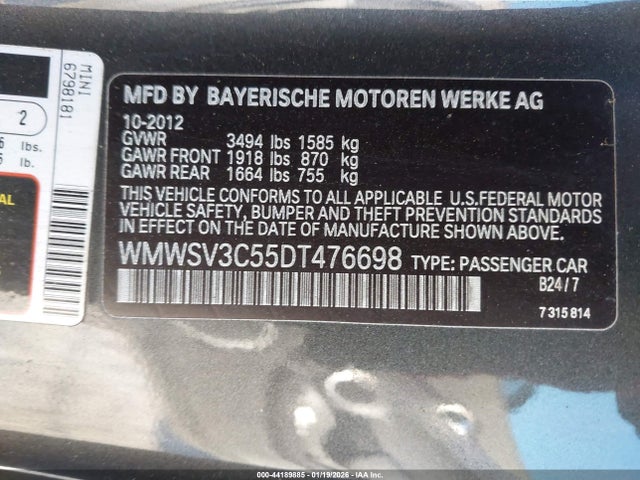 MINI
6798181
2
lbs.
lb.
MFD BY BAYERISCHE MOTOREN WERKE AG
10-2012
GVWR 3494 lbs 1585 kg
GAWR FRONT 1918 lbs 870 kg
GAWR REAR 1664 lbs 755 kg
THIS VEHICLE CONFORMS TO ALL APPLICABLE U.S.FEDERAL MOTOR
VEHICLE SAFETY, BUMPER AND THEFT PREVENTION STANDARDS
IN EFFECT ON THE DATE OF MANUFACTURE SHOWN ABOVE.
WMWSV3C55DT476698 TYPE: PASSENGER CAR
B24/7
7 315 814
000-44189885 - 01/19/2026 - IAA Inc.